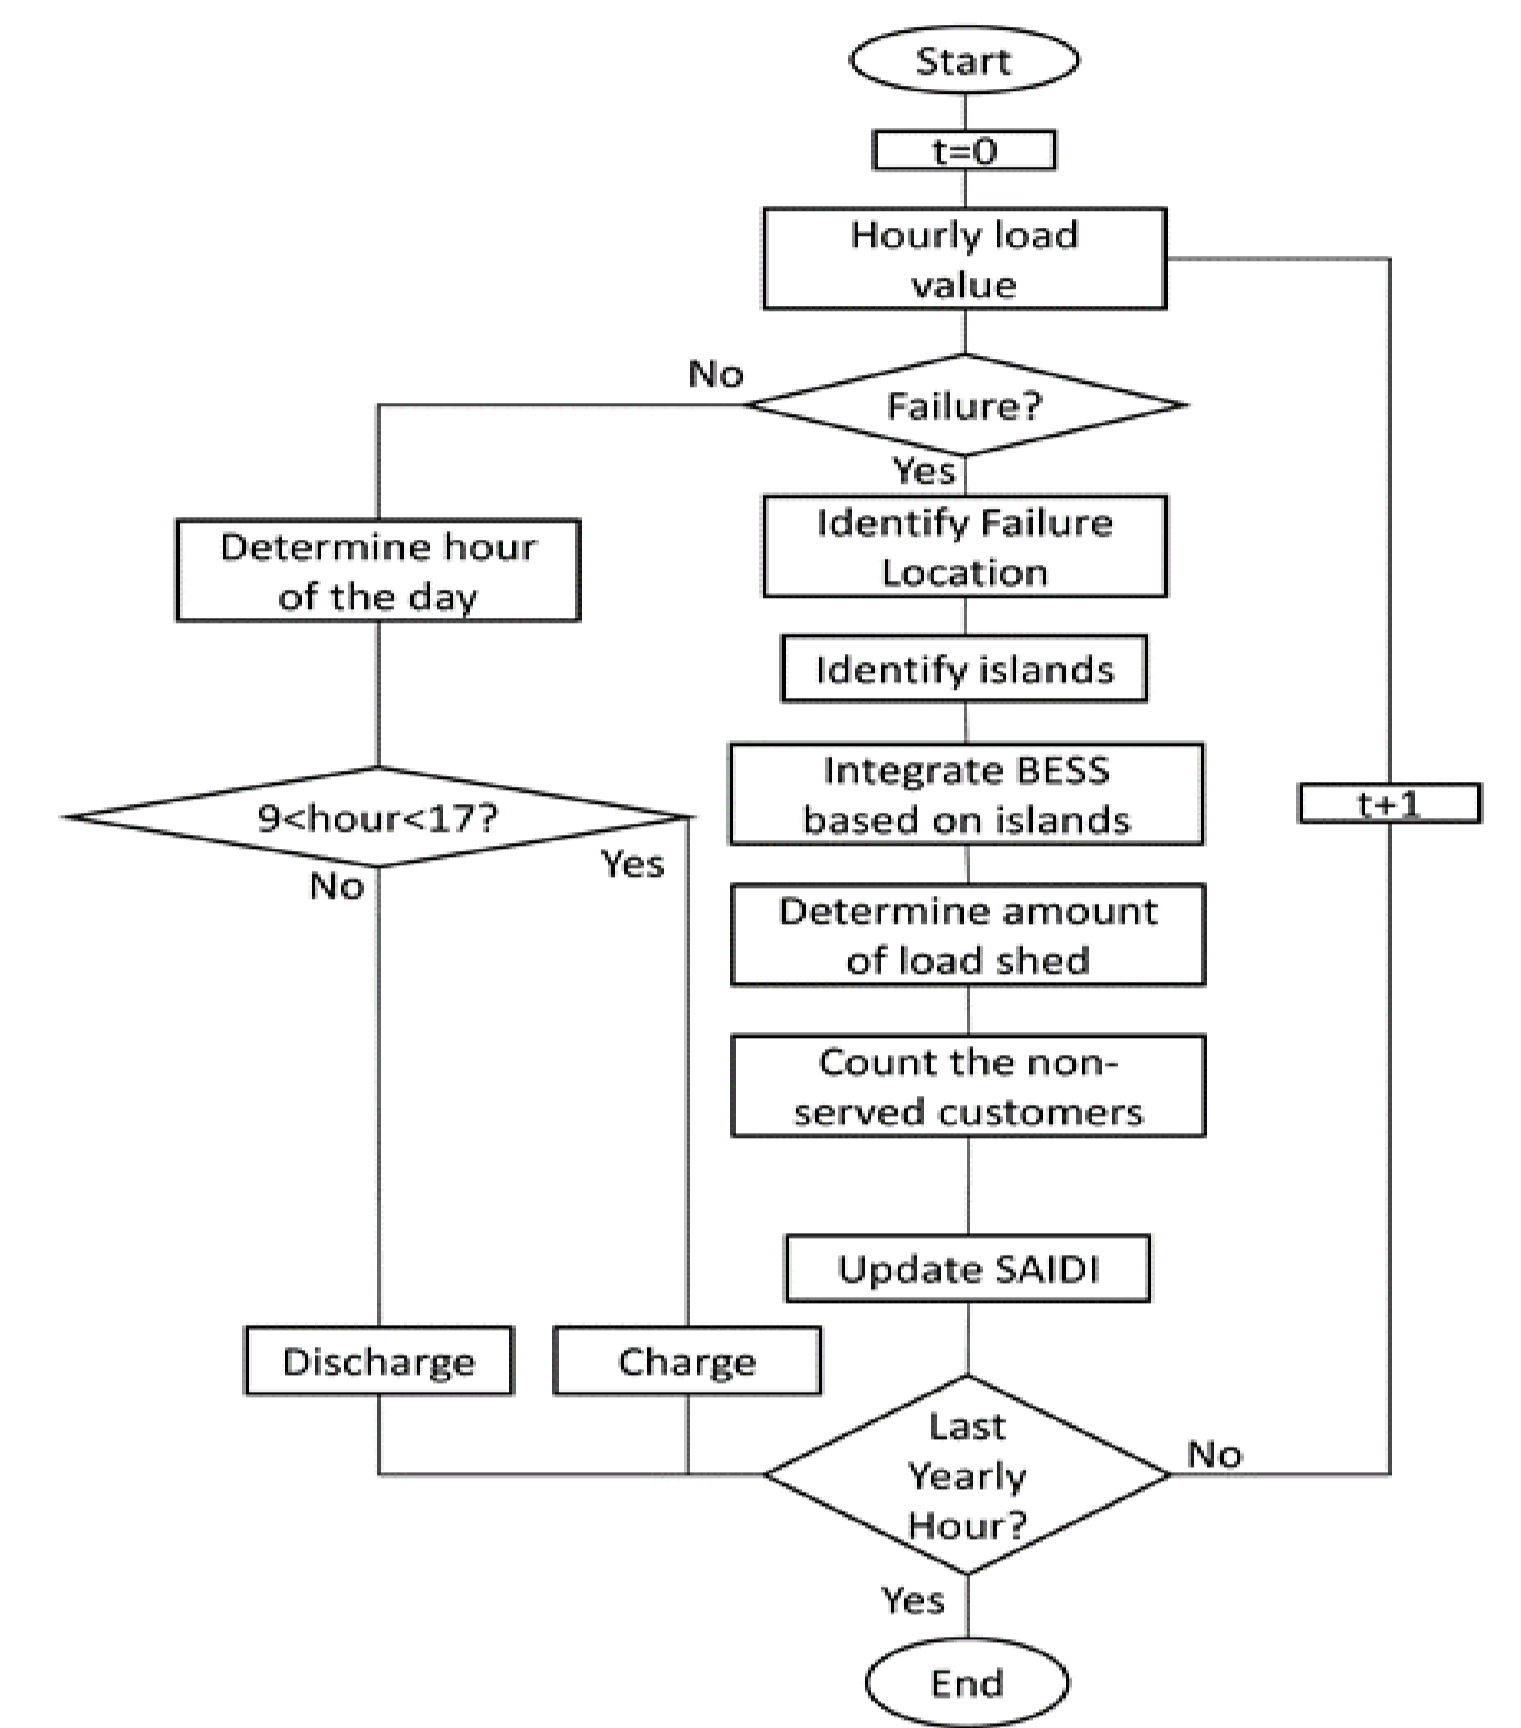 Start
t=0
Hourly load
value
No
Failure?
Yes
Identify Failure
Location
Determine hour
of the day
Identify islands
Integrate BESS
based on islands
t+1
9<hour<17?
Yes
No
Determine amount
of load shed
Count the non-
served customers
Update SAIDI
Discharge
Charge
Last
Yearly
Hour?
No
Yes
End